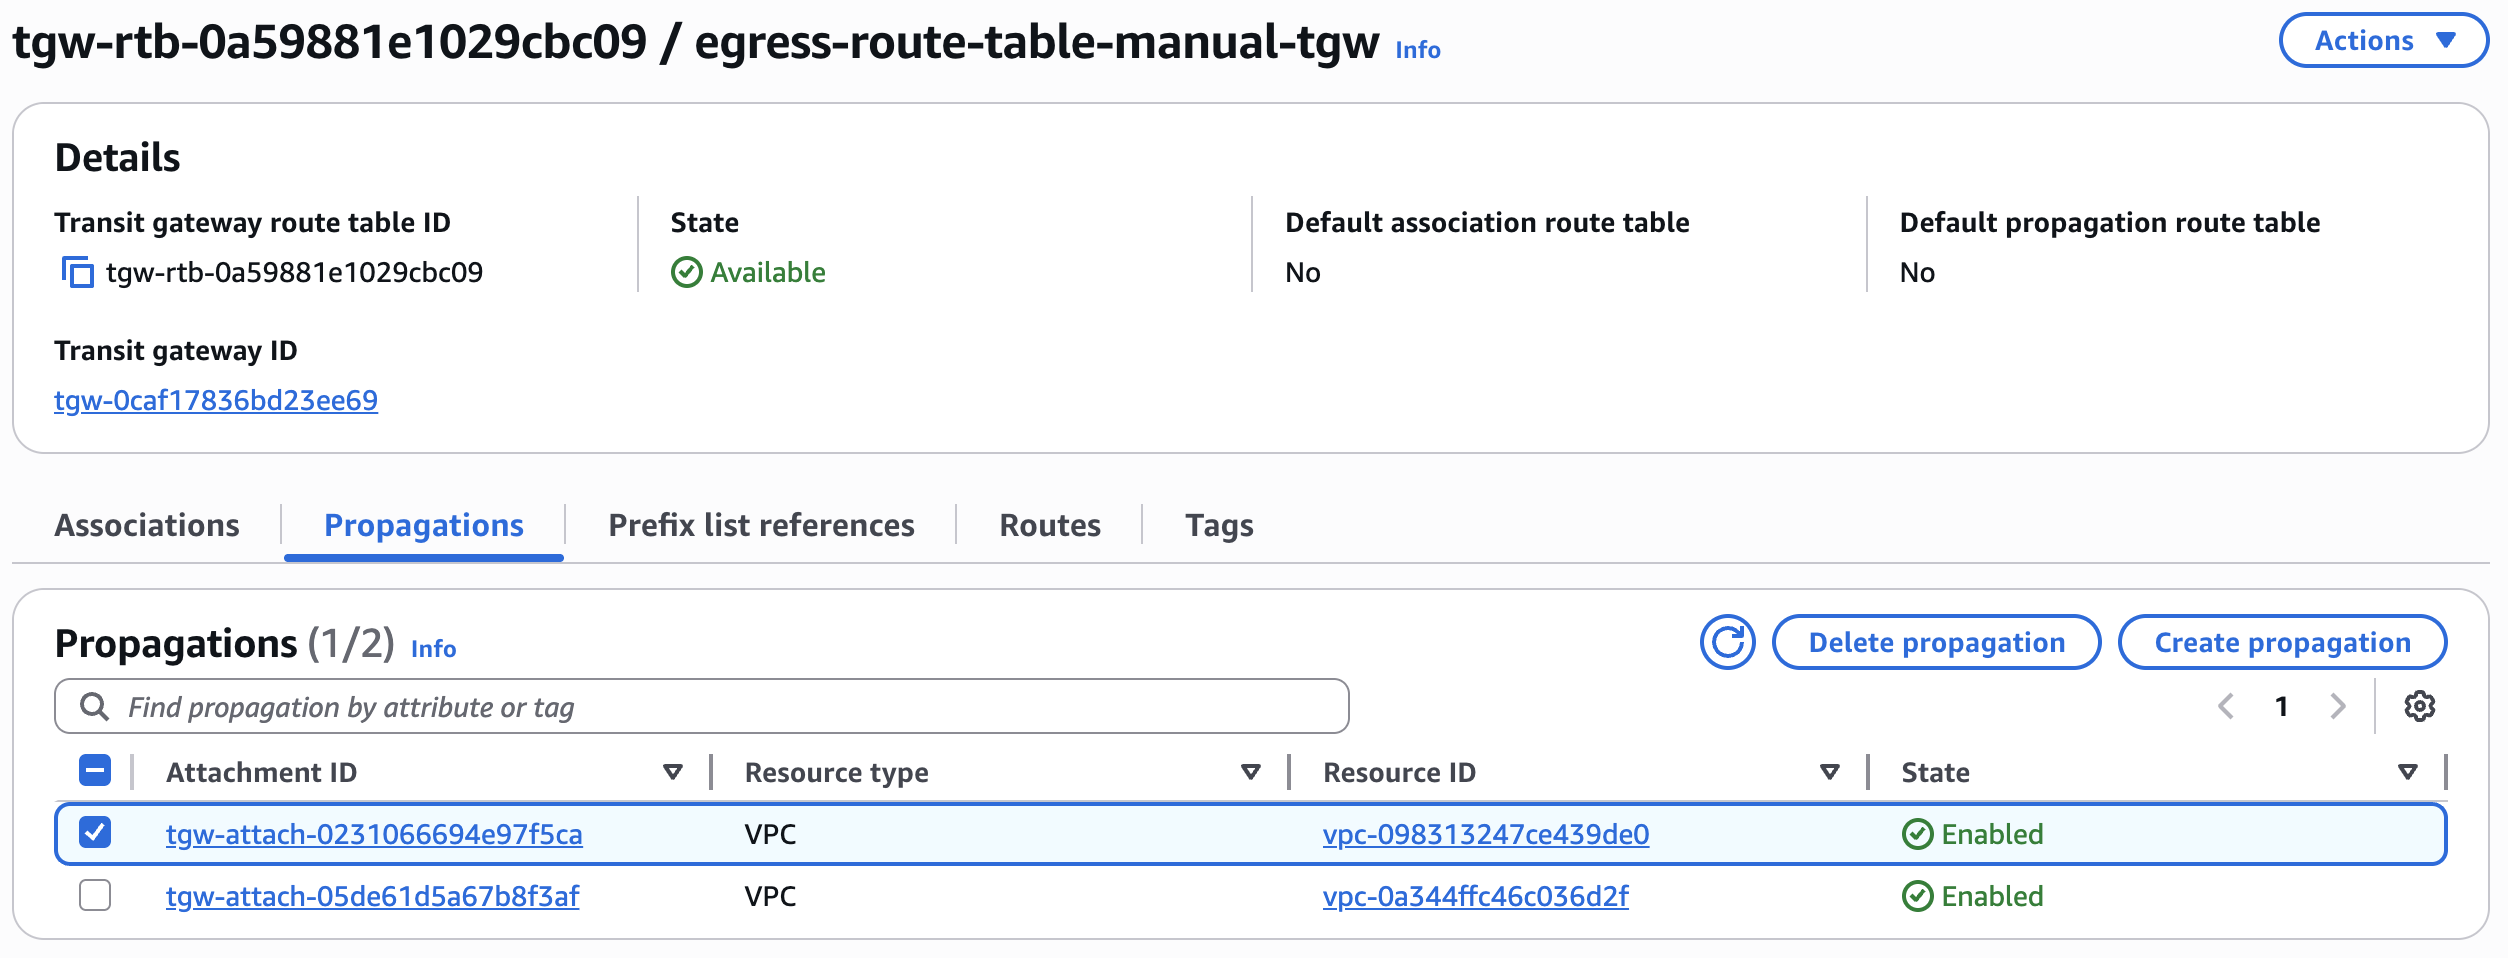 tgw-rtb-0a59881e1029cbc09 / egress-route-table-manual-tgw Info
Actions
Details
Transit gateway route table ID
tgw-rtb-0a59881e1029cbc09
State
Available
Default association route table
No
Default propagation route table
No
Transit gateway ID
tgw-0caf17836bd23ee69
Associations Propagations Prefix list references Routes Tags
Propagations (1/2) Info
Delete propagation Create propagation
Find propagation by attribute or tag
1
Attachment ID Resource type Resource ID State
tgw-attach-0231066694e97f5ca VPC vpc-098313247ce439de0 Enabled
tgw-attach-05de61d5a67b8f3af VPC vpc-0a344ffc46c036d2f Enabled